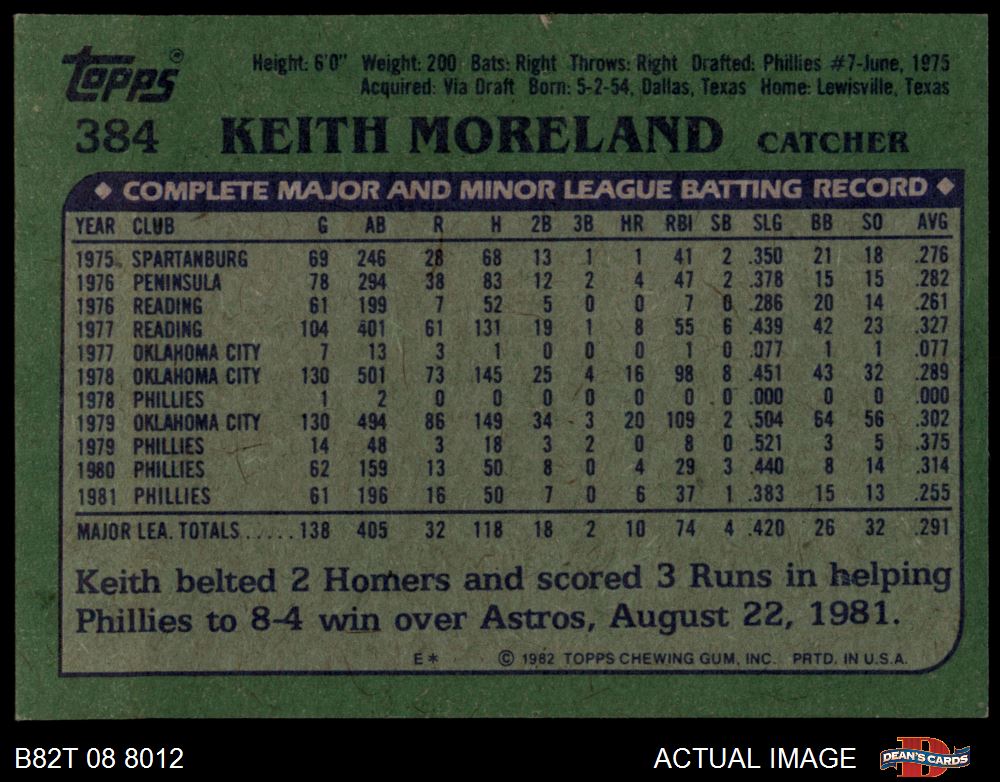 Topps ®
Height: 6'0" Weight: 200 Bats: Right Throws: Right Drafted: Phillies #7-June, 1975
Acquired: Via Draft Born: 5-2-54, Dallas, Texas Home: Lewisville, Texas
384 KEITH MORELAND CATCHER
◆ COMPLETE MAJOR AND MINOR LEAGUE BATTING RECORD ◆
YEAR CLUB G AB R H 2B 3B HR RBI SB SLG BB SO AVG
1975 SPARTANBURG 69 246 28 68 13 1 1 41 2 .350 21 18 .276
1976 PENINSULA 78 294 38 83 12 2 4 47 2 .378 15 15 .282
1976 READING 61 199 7 52 5 0 0 7 0 .286 20 14 .261
1977 READING 104 401 61 131 19 1 8 55 6 .439 42 23 .327
1977 OKLAHOMA CITY 7 13 3 1 0 0 0 1 0 .077 1 1 .077
1978 OKLAHOMA CITY 130 501 73 145 25 4 16 98 8 .451 43 32 .289
1978 PHILLIES 1 2 0 0 0 0 0 0 0 .000 0 0 .000
1979 OKLAHOMA CITY 130 494 86 149 34 3 20 109 2 .504 64 56 .302
1979 PHILLIES 14 48 3 18 3 2 0 8 0 .521 3 5 .375
1980 PHILLIES 62 159 13 50 8 0 4 29 3 .440 8 14 .314
1981 PHILLIES 61 196 16 50 7 0 6 37 1 .383 15 13 .255
MAJOR LEA. TOTALS.....138 405 32 118 18 2 10 74 4 .420 26 32 .291
Keith belted 2 Homers and scored 3 Runs in helping
Phillies to 8-4 win over Astros, August 22, 1981.
E* © 1982 TOPPS CHEWING GUM, INC. PRTD. IN U.S.A.
B82T 08 8012 ACTUAL IMAGE D DEAN'S CARDS